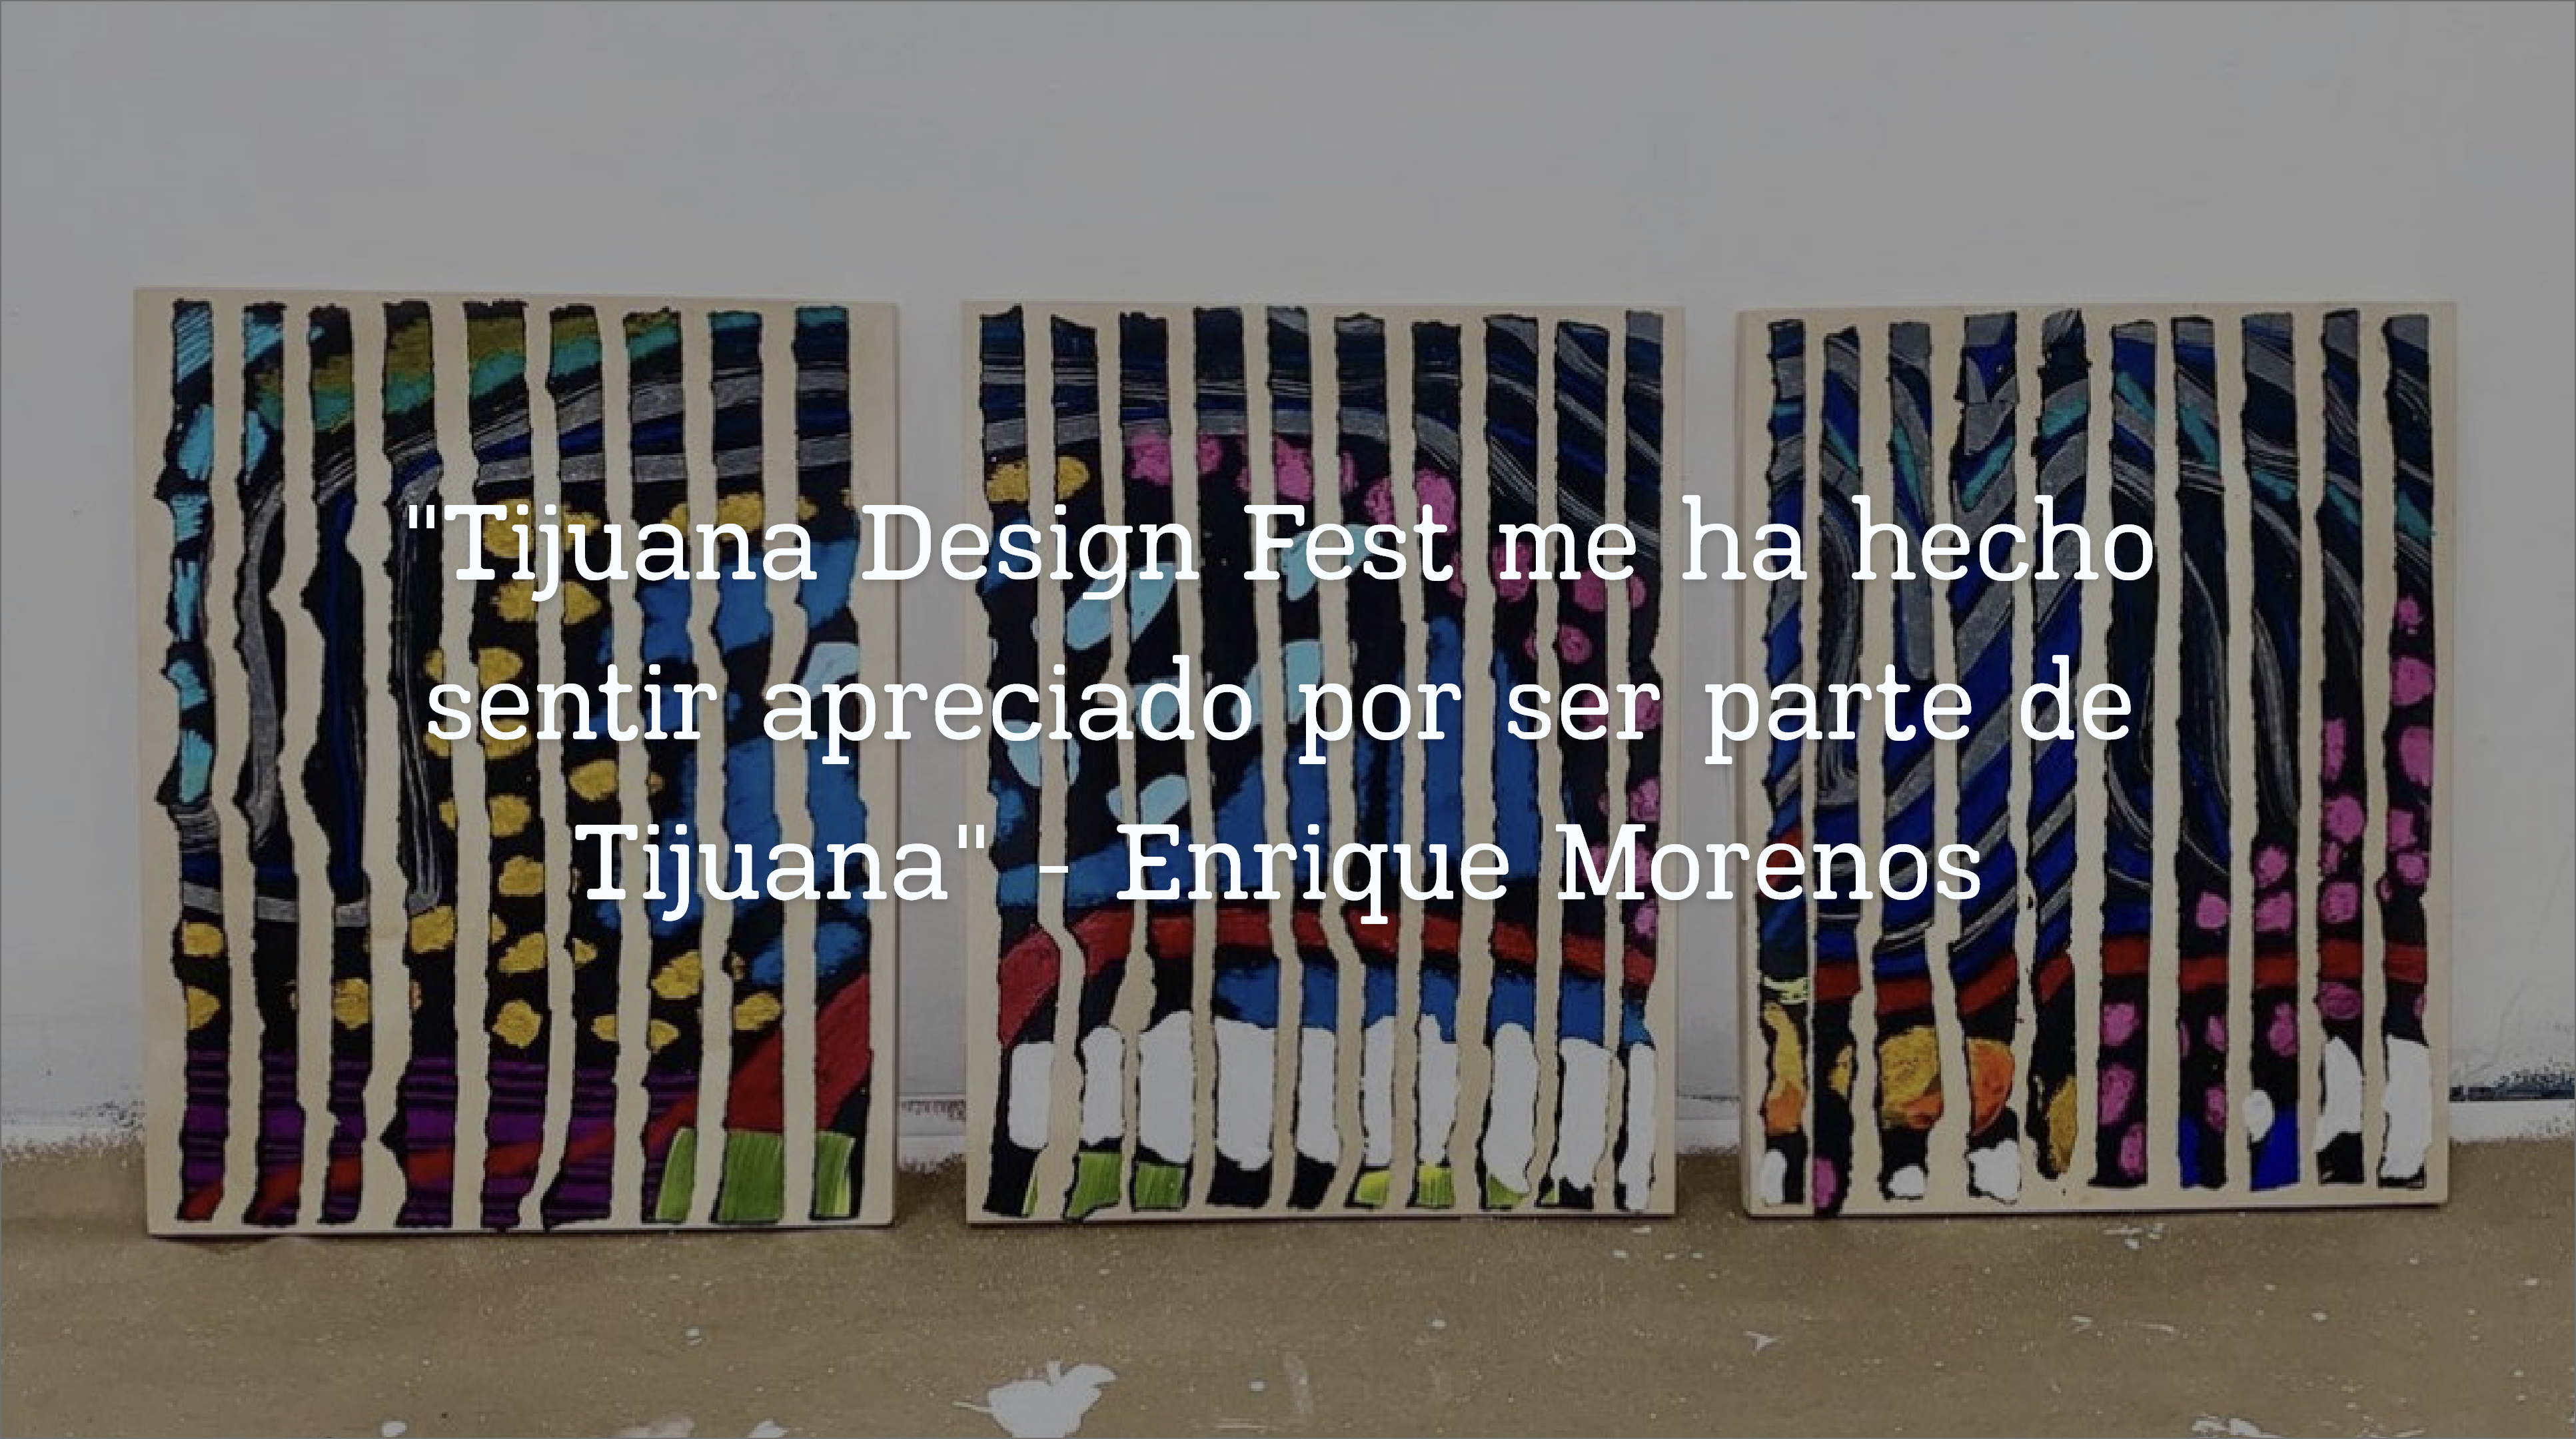 "Tijuana Design Fest me ha hecho
sentir apreciado por ser parte de
Tijuana" - Enrique Morenos